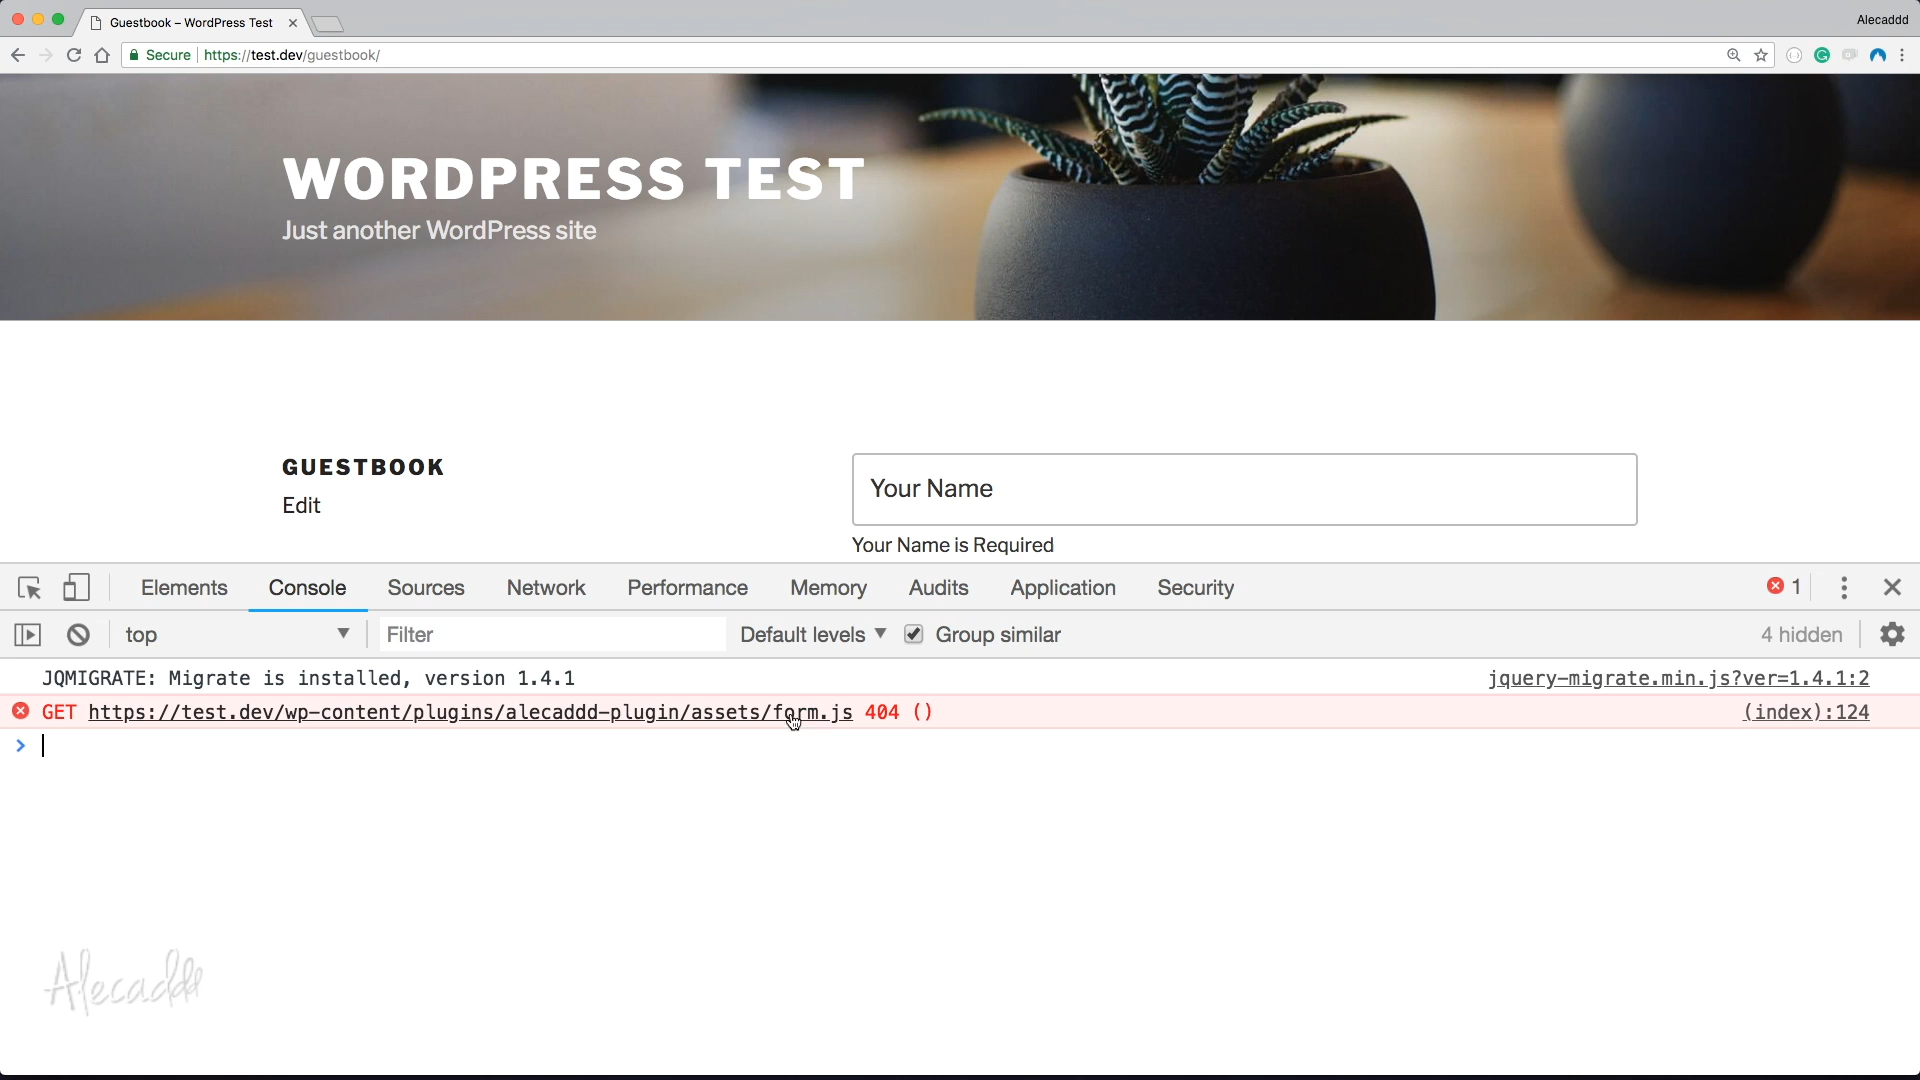 Guestbook – WordPress Test
Alecaddd
Secure
https://test.dev/guestbook/
WORDPRESS TEST
Just another WordPress site
GUESTBOOK
Edit
Your Name
Your Name is Required
Elements Console Sources Network Performance Memory Audits Application Security
1
top
Filter
Default levels
Group similar
4 hidden
JQMIGRATE: Migrate is installed, version 1.4.1
jquery-migrate.min.js?ver=1.4.1:2
GET https://test.dev/wp-content/plugins/alecaddd-plugin/assets/form.js 404 ()
(index):124
Alecaddd